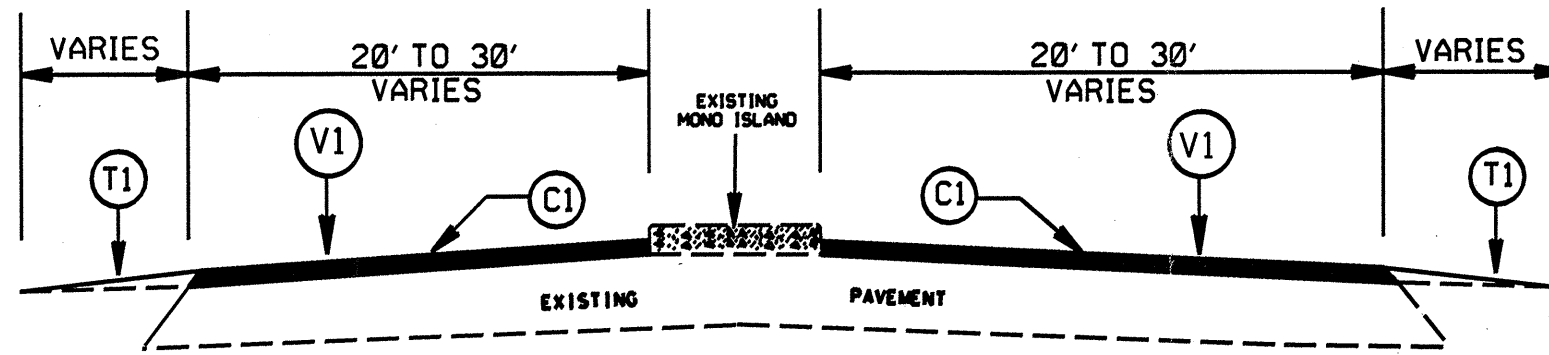 VARIES
20' TO 30'
VARIES
EXISTING
MONO ISLAND
20' TO 30'
VARIES
VARIES
T1
V1
C1
C1
V1
T1
EXISTING PAVEMENT